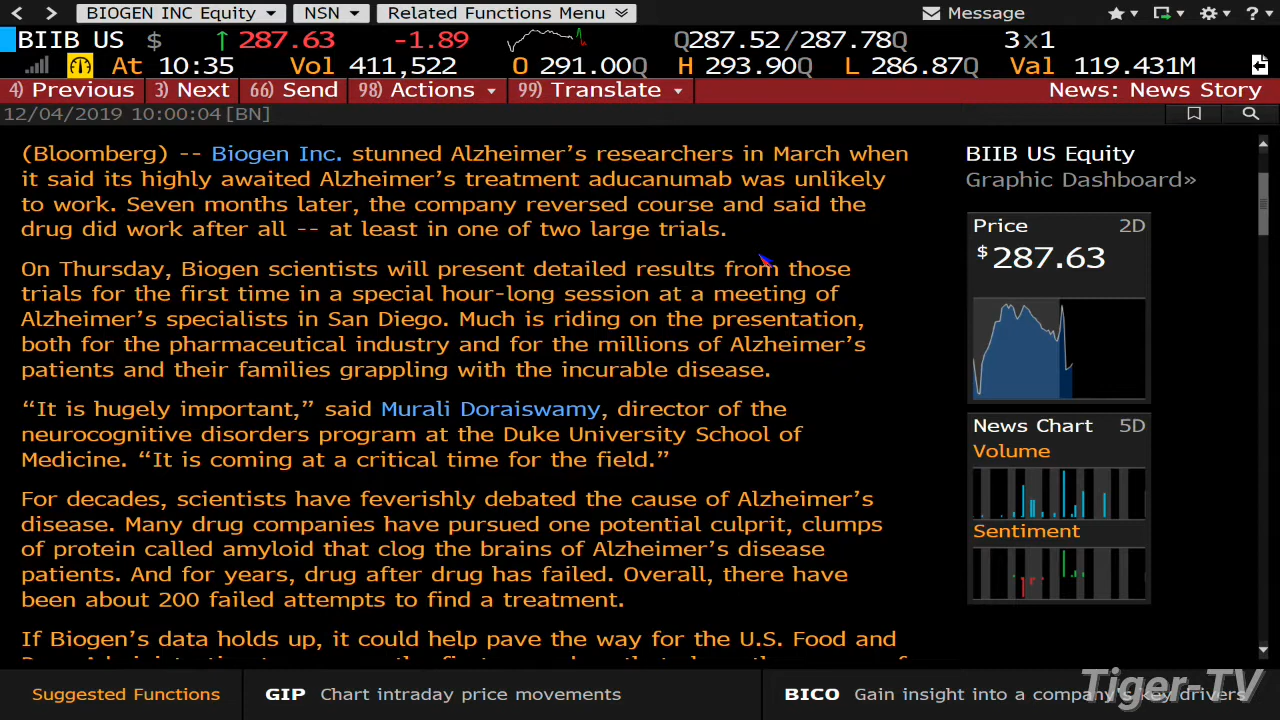 BIOGEN INC Equity NSN Related Functions Menu Message ?
BIIB US $ ↑ 287.63 -1.89 Q287.52/287.78Q 3×1
At 10:35 Vol 411,522 O 291.00Q H 293.90Q L 286.87Q Val 119.431M
4) Previous 3) Next 66) Send 98) Actions 99) Translate News: News Story
12/04/2019 10:00:04 [BN]
(Bloomberg) -- Biogen Inc. stunned Alzheimer’s researchers in March when
it said its highly awaited Alzheimer’s treatment aducanumab was unlikely
to work. Seven months later, the company reversed course and said the
drug did work after all -- at least in one of two large trials.
On Thursday, Biogen scientists will present detailed results from those
trials for the first time in a special hour-long session at a meeting of
Alzheimer’s specialists in San Diego. Much is riding on the presentation,
both for the pharmaceutical industry and for the millions of Alzheimer’s
patients and their families grappling with the incurable disease.
“It is hugely important,” said Murali Doraiswamy, director of the
neurocognitive disorders program at the Duke University School of
Medicine. “It is coming at a critical time for the field.”
For decades, scientists have feverishly debated the cause of Alzheimer’s
disease. Many drug companies have pursued one potential culprit, clumps
of protein called amyloid that clog the brains of Alzheimer’s disease
patients. And for years, drug after drug has failed. Overall, there have
been about 200 failed attempts to find a treatment.
If Biogen’s data holds up, it could help pave the way for the U.S. Food and
BIIB US Equity
Graphic Dashboard»
Price 2D
$287.63
News Chart 5D
Volume
Sentiment
Suggested Functions GIP Chart intraday price movements BICO Gain insight into a company's key drivers
Tiger-TV